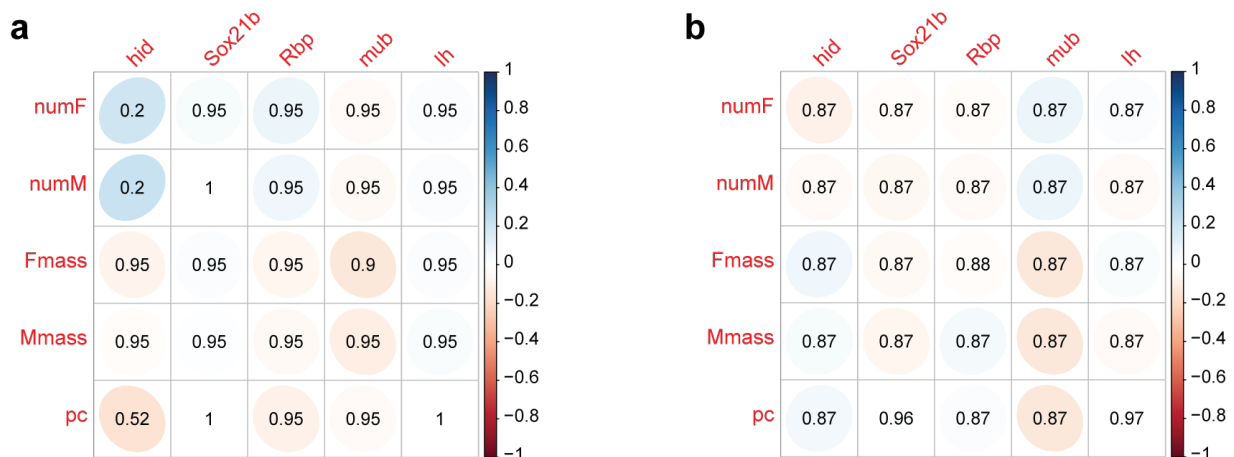 a
hid Sox21b Rbp mub Ih
numF 0.2 0.95 0.95 0.95 0.95
numM 0.2 1 0.95 0.95 0.95
Fmass 0.95 0.95 0.95 0.9 0.95
Mmass 0.95 0.95 0.95 0.95 0.95
pc 0.52 1 0.95 0.95 1
1
0.8
0.6
0.4
0.2
0
−0.2
−0.4
−0.6
−0.8
−1
b
hid Sox21b Rbp mub Ih
numF 0.87 0.87 0.87 0.87 0.87
numM 0.87 0.87 0.87 0.87 0.87
Fmass 0.87 0.87 0.88 0.87 0.87
Mmass 0.87 0.87 0.87 0.87 0.87
pc 0.87 0.96 0.87 0.87 0.97
1
0.8
0.6
0.4
0.2
0
−0.2
−0.4
−0.6
−0.8
−1